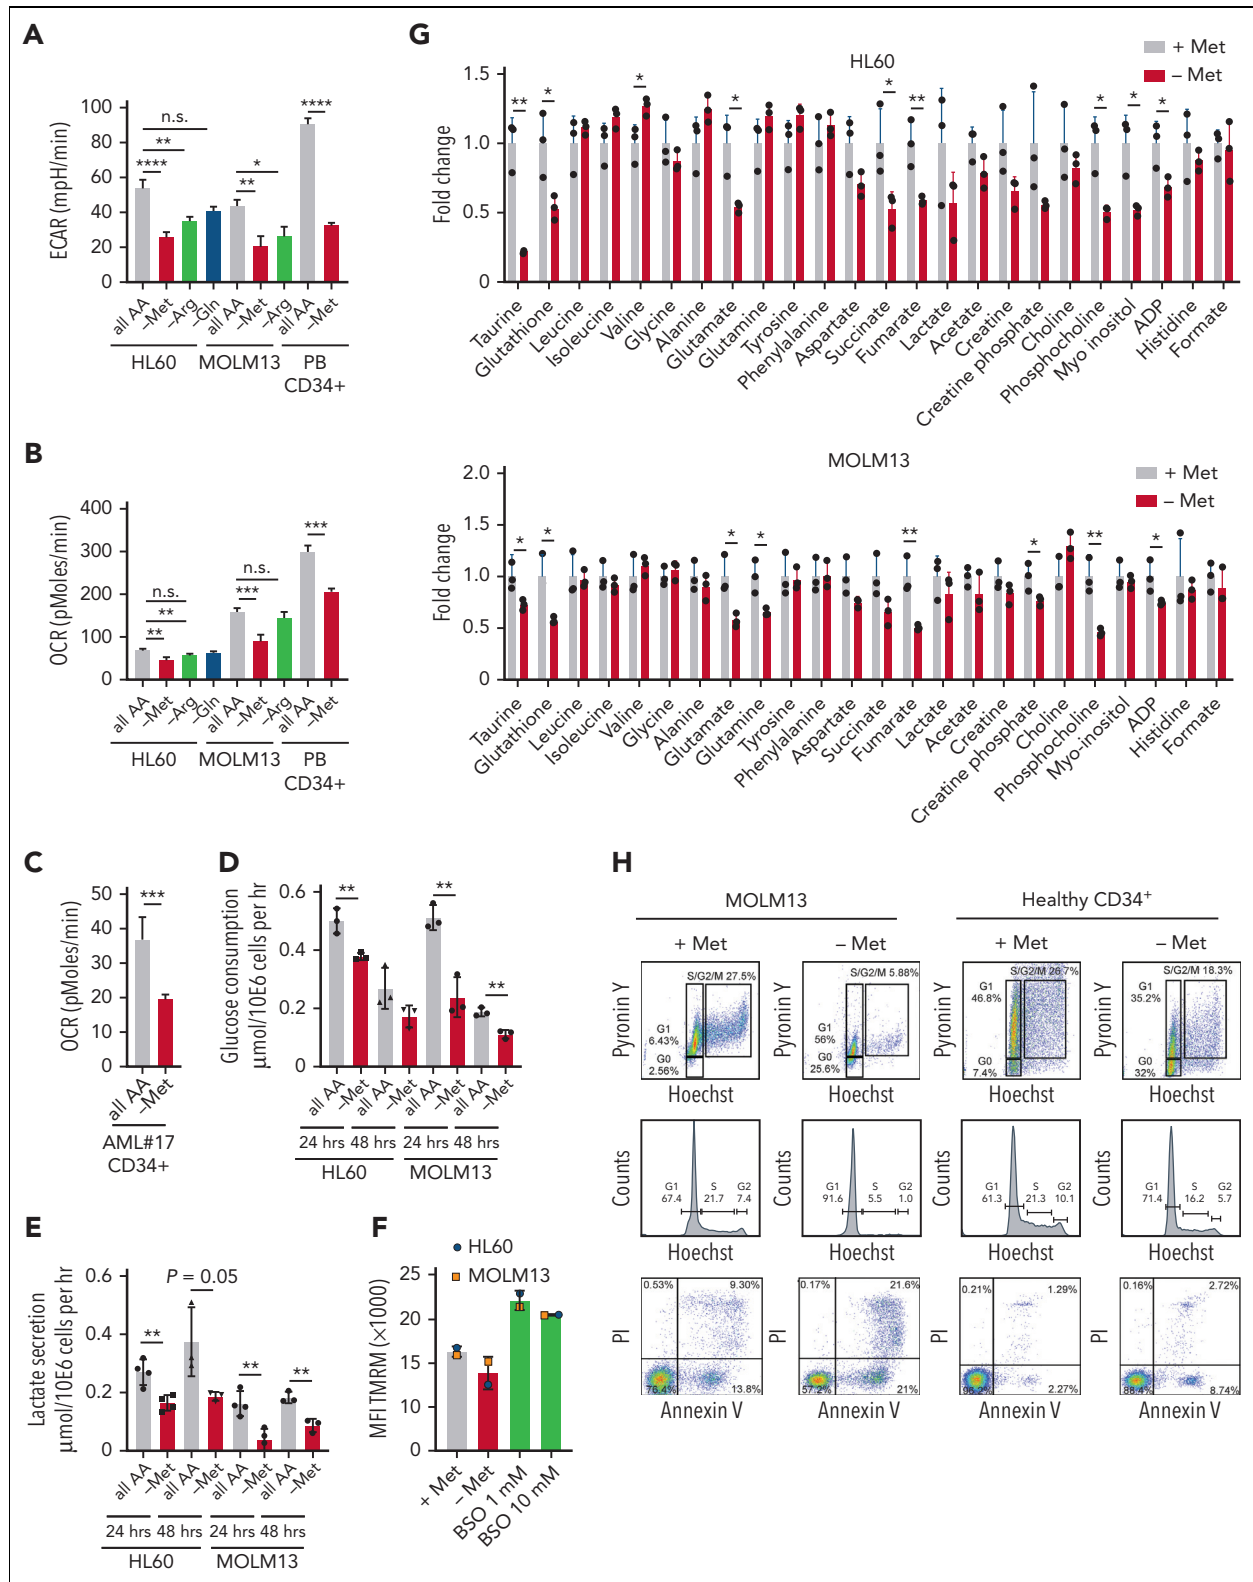 A
ECAR (mpH/min)
100
80
60
40
20
0
n.s.
**
****
*
**
****
all AA
–Met
–Arg
–Gln
all AA
–Met
–Arg
all AA
–Met
HL60
MOLM13
PB
CD34+
B
OCR (pMoles/min)
400
300
200
100
0
n.s.
**
**
n.s.
***
***
all AA
–Met
–Arg
–Gln
all AA
–Met
–Arg
all AA
–Met
HL60
MOLM13
PB
CD34+
C
OCR (pMoles/min)
50
40
30
20
10
0
***
all AA
–Met
AML#17
CD34+
D
Glucose consumption
μmol/10E6 cells per hr
0.6
0.4
0.2
0
**
**
**
all AA
–Met
all AA
–Met
all AA
–Met
all AA
–Met
24 hrs
48 hrs
24 hrs
48 hrs
HL60
MOLM13
E
Lactate secretion
μmol/10E6 cells per hr
0.6
0.4
0.2
0
**
P = 0.05
**
**
all AA
–Met
all AA
–Met
all AA
–Met
all AA
–Met
24 hrs
48 hrs
24 hrs
48 hrs
HL60
MOLM13
F
HL60
MOLM13
MFI TMRM (×1000)
25
20
15
10
5
0
+ Met
– Met
BSO 1 mM
BSO 10 mM
G
HL60
+ Met
– Met
Fold change
1.5
1.0
0.5
0
**
*
*
*
*
**
*
*
*
Taurine
Glutathione
Leucine
Isoleucine
Valine
Glycine
Alanine
Glutamate
Glutamine
Tyrosine
Phenylalanine
Aspartate
Succinate
Fumarate
Lactate
Acetate
Creatine
Creatine phosphate
Choline
Phosphocholine
Myo inositol
ADP
Histidine
Formate
MOLM13
+ Met
– Met
Fold change
2.0
1.5
1.0
0.5
0
*
*
*
*
**
*
**
*
Taurine
Glutathione
Leucine
Isoleucine
Valine
Glycine
Alanine
Glutamate
Glutamine
Tyrosine
Phenylalanine
Aspartate
Succinate
Fumarate
Lactate
Acetate
Creatine
Creatine phosphate
Choline
Phosphocholine
Myo-inositol
ADP
Histidine
Formate
H
MOLM13
Healthy CD34+
+ Met
– Met
+ Met
– Met
Pyronin Y
S/G2/M 27.5%
G1
6.43%
G0
2.56%
Hoechst
Pyronin Y
S/G2/M 5.88%
G1
56%
G0
25.6%
Hoechst
Pyronin Y
S/G2/M 26.7%
G1
46.8%
G0
7.4%
Hoechst
Pyronin Y
S/G2/M 18.3%
G1
35.2%
G0
32%
Hoechst
Counts
G1
67.4
S
21.7
G2
7.4
Hoechst
Counts
G1
91.6
S
5.5
G2
1.0
Hoechst
Counts
G1
61.3
S
21.3
G2
10.1
Hoechst
Counts
G1
71.4
S
16.2
G2
5.7
Hoechst
PI
0.53%
9.30%
76.4%
13.8%
Annexin V
PI
0.17%
21.6%
57.2%
21%
Annexin V
PI
0.21%
1.29%
96.2%
2.27%
Annexin V
PI
0.16%
2.72%
88.4%
8.74%
Annexin V